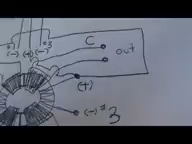 #1
#3
(-) (+) (-)
C
out
(+)
(-) #3